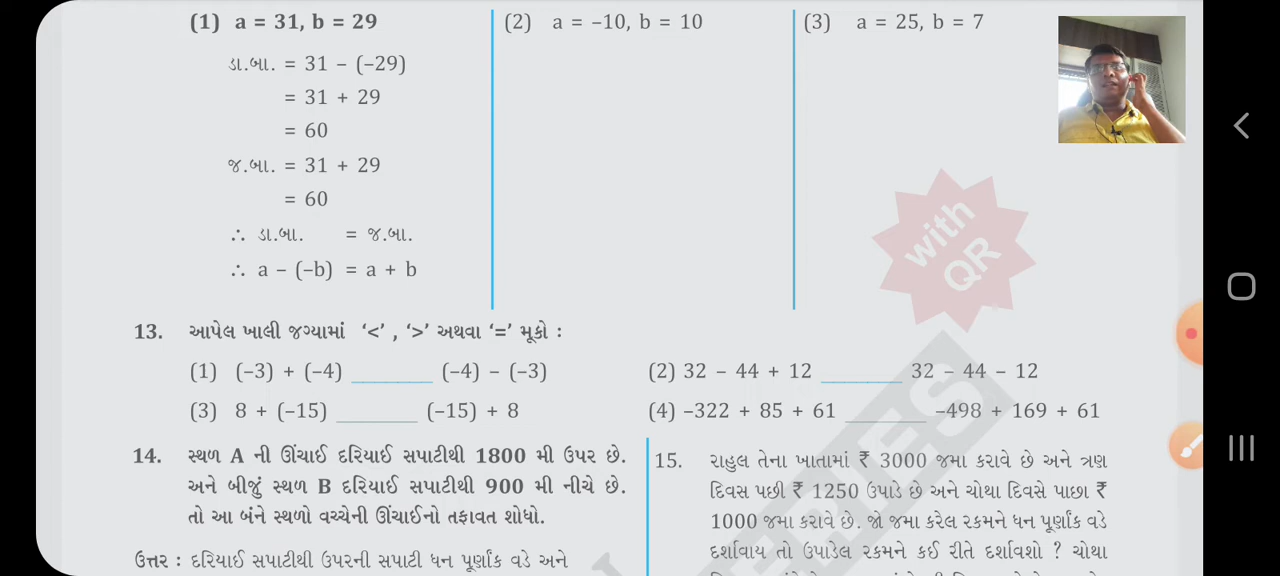 (1) a = 31, b = 29
ડા.બા. = 31 – (–29)
= 31 + 29
= 60
જ.બા. = 31 + 29
= 60
∴ ડા.બા. = જ.બા.
∴ a – (–b) = a + b
(2) a = –10, b = 10
(3) a = 25, b = 7
with
QR
13. આપેલ ખાલી જગ્યામાં ‘<’ , ‘>’ અથવા ‘=’ મૂકો :
(1) (–3) + (–4) ______ (–4) – (–3)
(2) 32 – 44 + 12 ______ 32 – 44 – 12
(3) 8 + (–15) ______ (–15) + 8
(4) –322 + 85 + 61 ______ –498 + 169 + 61
14. સ્થળ A ની ઊંચાઈ દરિયાઈ સપાટીથી 1800 મી ઉપર છે.
અને બીજું સ્થળ B દરિયાઈ સપાટીથી 900 મી નીચે છે.
તો આ બંને સ્થળો વચ્ચેની ઊંચાઈનો તફાવત શોધો.
ઉત્તર : દરિયાઈ સપાટીથી ઉપરની સપાટી ધન પૂર્ણાંક વડે અને
15. રાહુલ તેના ખાતામાં ₹ 3000 જમા કરાવે છે અને ત્રણ
દિવસ પછી ₹ 1250 ઉપાડે છે અને ચોથા દિવસે પાછા ₹
1000 જમા કરાવે છે. જો જમા કરેલ રકમને ધન પૂર્ણાંક વડે
દર્શાવાય તો ઉપાડેલ રકમને કઈ રીતે દર્શાવશો ? ચોથા